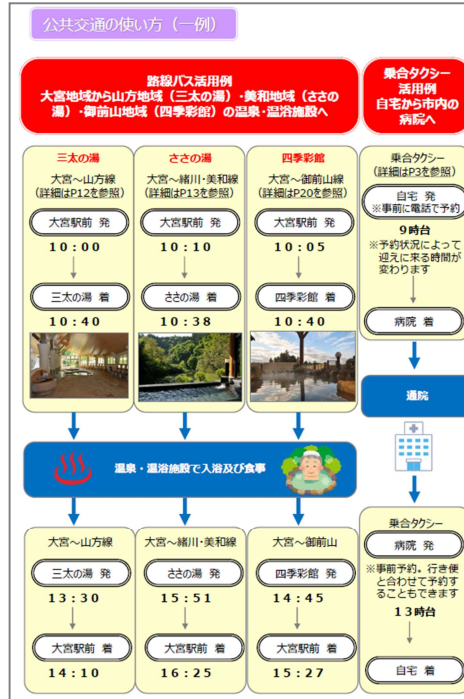 公共交通の使い方（一例）
路線バス活用例
大宮地域から山方地域（三太の湯）・美和地域（ささの
湯）・御前山地域（四季彩館）の温泉・温浴施設へ
乗合タクシー
活用例
自宅から市内の
病院へ
三太の湯
大宮～山方線
（詳細はP12を参照）
大宮駅前 発
10：00
三太の湯 着
10：40
ささの湯
大宮～緒川・美和線
（詳細はP13を参照）
大宮駅前 発
10：10
ささの湯 着
10：38
四季彩館
大宮～御前山線
（詳細はP20を参照）
大宮駅前 発
10：05
四季彩館 着
10：40
乗合タクシー
（詳細はP3を参照）
自宅 発
※事前に電話で予約
9時台
※予約状況によって
迎えに来る時間が
変わります
病院 着
通院
温泉・温浴施設で入浴及び食事
大宮～山方線
三太の湯 発
13：30
大宮駅前 着
14：10
大宮～緒川・美和線
ささの湯 発
15：51
大宮駅前 着
16：25
大宮～御前山
四季彩館 発
14：45
大宮駅前 着
15：27
乗合タクシー
病院 発
※事前予約。行き便
と合わせて予約す
ることもできます
13時台
自宅 着